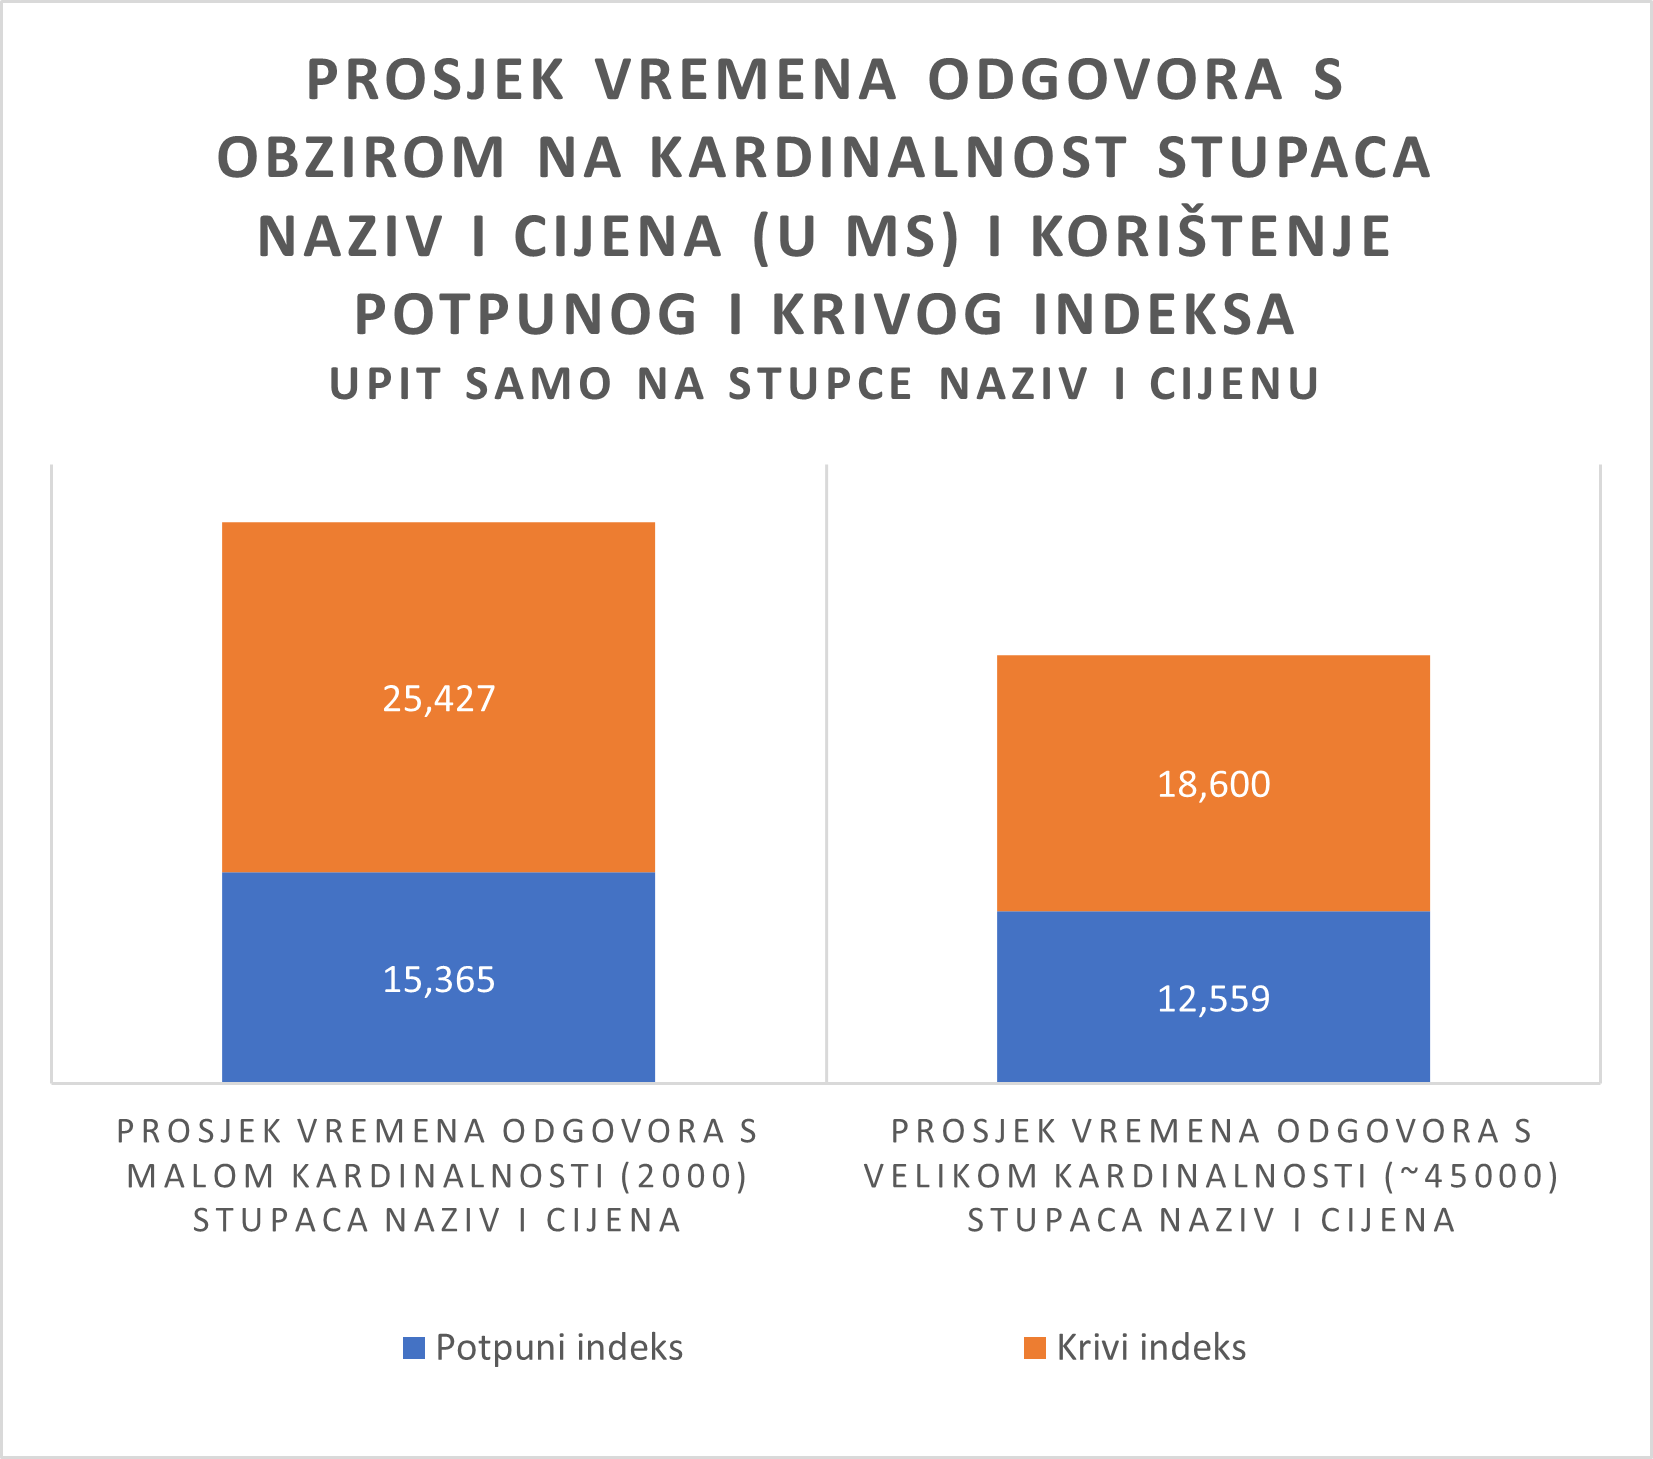 PROSJEK VREMENA ODGOVORA S
OBZIROM NA KARDINALNOST STUPACA
NAZIV I CIJENA (U MS) I KORIŠTENJE
POTPUNOG I KRIVOG INDEKSA
UPIT SAMO NA STUPCE NAZIV I CIJENU
25,427
15,365
18,600
12,559
PROSJEK VREMENA ODGOVORA S
MALOM KARDINALNOSTI (2000)
STUPACA NAZIV I CIJENA
PROSJEK VREMENA ODGOVORA S
VELIKOM KARDINALNOSTI (~45000)
STUPACA NAZIV I CIJENA
Potpuni indeks
Krivi indeks